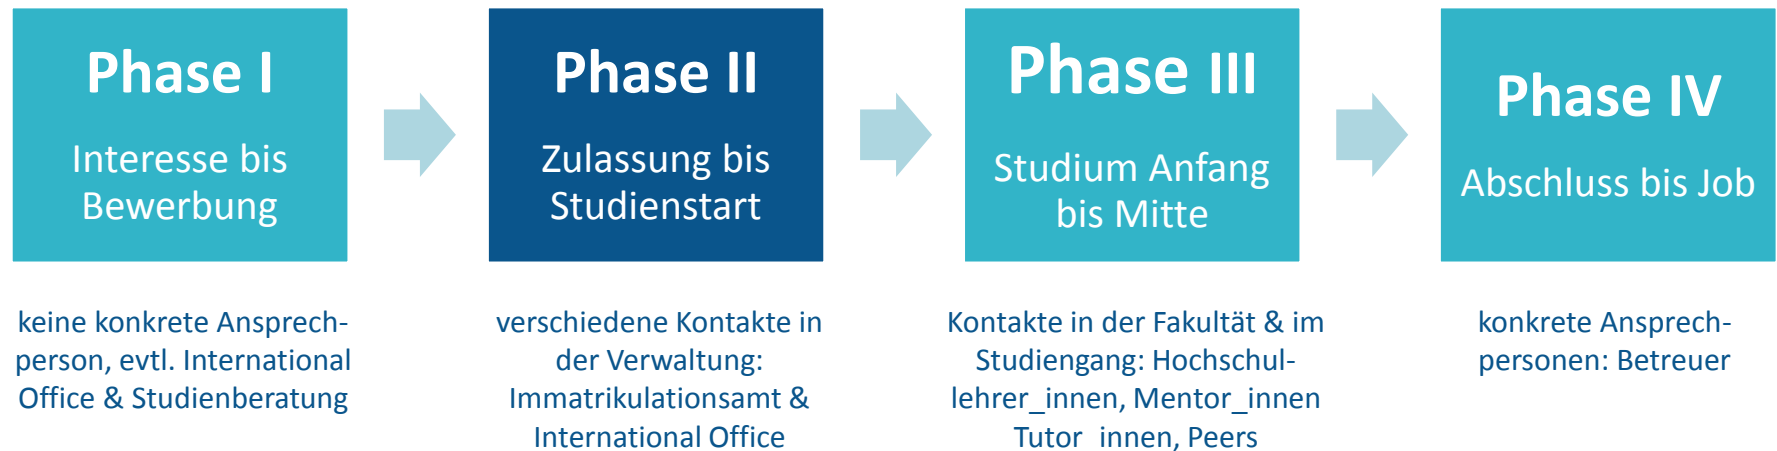 Phase I
Interesse bis
Bewerbung
keine konkrete Ansprech-
person, evtl. International
Office & Studienberatung
Phase II
Zulassung bis
Studienstart
verschiedene Kontakte in
der Verwaltung:
Immatrikulationsamt &
International Office
Phase III
Studium Anfang
bis Mitte
Kontakte in der Fakultät & im
Studiengang: Hochschul-
lehrer_innen, Mentor_innen
Tutor_innen, Peers
Phase IV
Abschluss bis Job
konkrete Ansprech-
personen: Betreuer